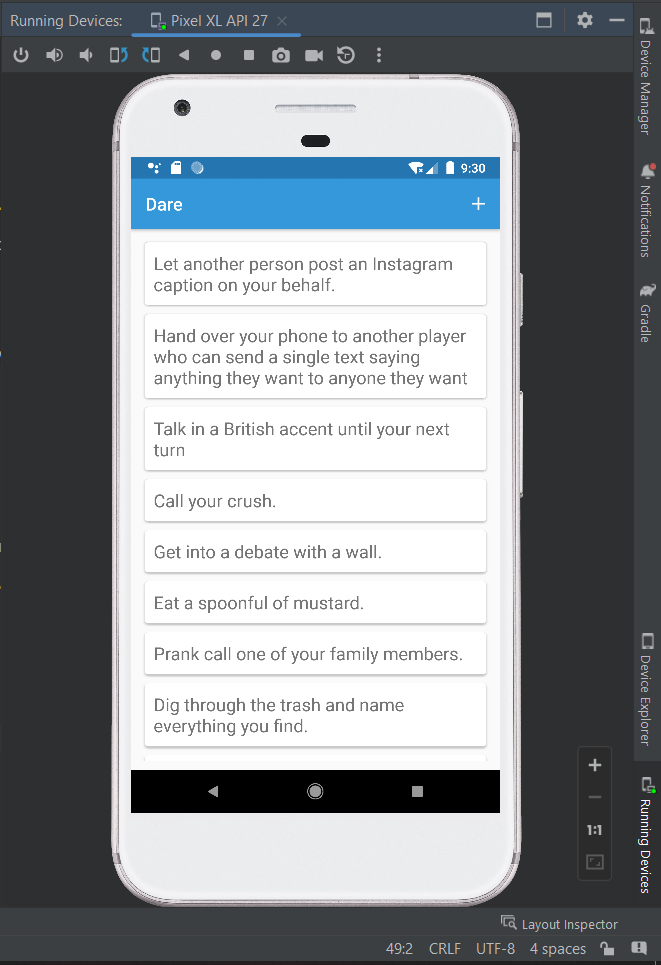 Running Devices:
Pixel XL API 27
9:30
Dare
Let another person post an Instagram
caption on your behalf.
Hand over your phone to another player
who can send a single text saying
anything they want to anyone they want
Talk in a British accent until your next
turn
Call your crush.
Get into a debate with a wall.
Eat a spoonful of mustard.
Prank call one of your family members.
Dig through the trash and name
everything you find.
1:1
Device Manager
Notifications
Gradle
Device Explorer
Running Devices
Layout Inspector
49:2 CRLF UTF-8 4 spaces